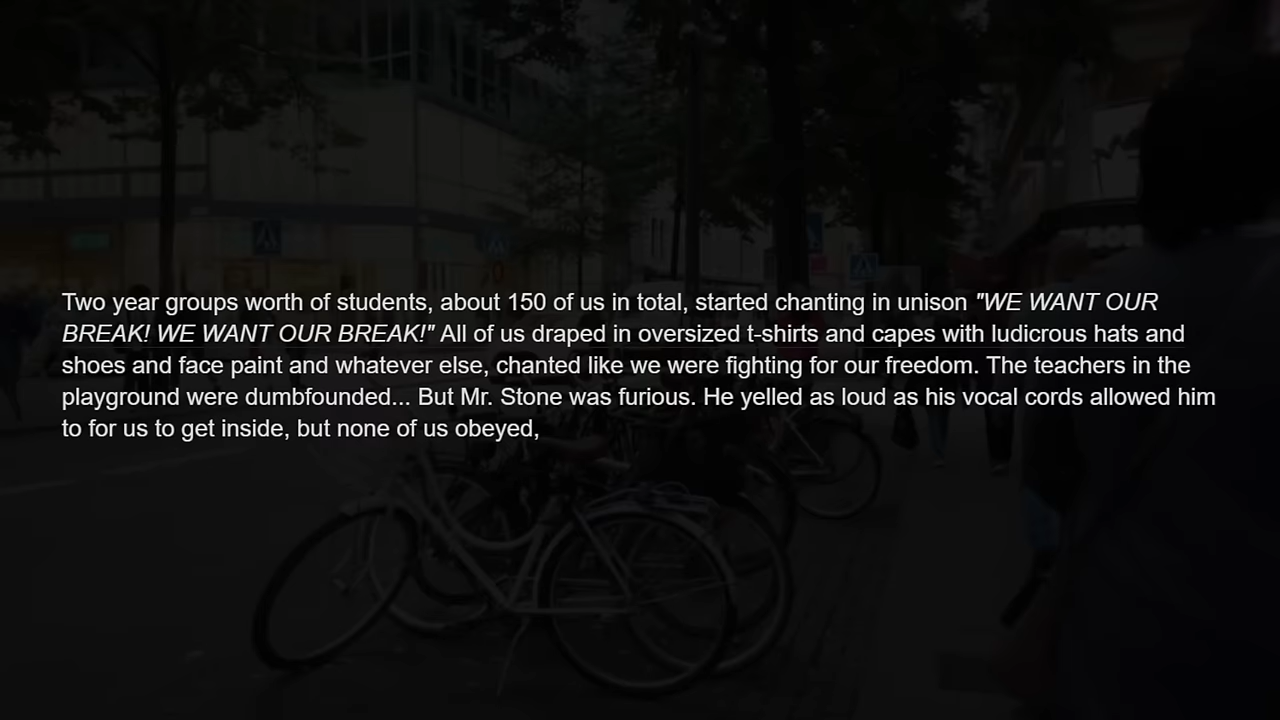 Two year groups worth of students, about 150 of us in total, started chanting in unison "WE WANT OUR
BREAK! WE WANT OUR BREAK!" All of us draped in oversized t-shirts and capes with ludicrous hats and
shoes and face paint and whatever else, chanted like we were fighting for our freedom. The teachers in the
playground were dumbfounded... But Mr. Stone was furious. He yelled as loud as his vocal cords allowed him
to for us to get inside, but none of us obeyed,